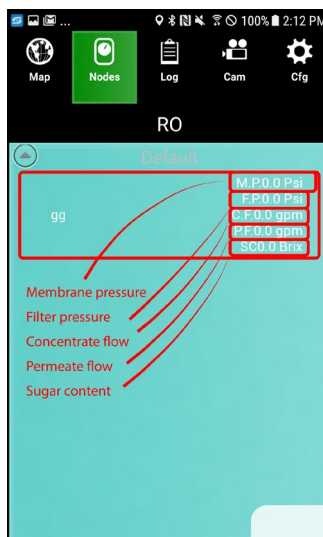 ... 100% 2:12 PM
Map Nodes Log Cam Cfg
RO
Default
M.P.0.0 Psi
F.P.0.0 Psi
gg
C.F.0.0 gpm
P.F.0.0 gpm
SC0.0 Brix
Membrane pressure
Filter pressure
Concentrate flow
Permeate flow
Sugar content